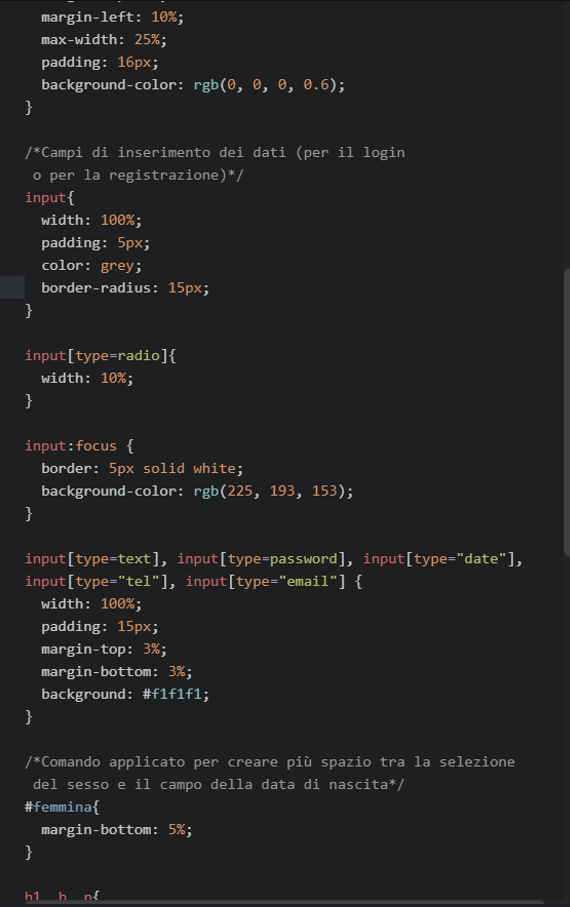 margin-left: 10%;
max-width: 25%;
padding: 16px;
background-color: rgb(0, 0, 0, 0.6);
}
/*Campi di inserimento dei dati (per il login
o per la registrazione)*/
input{
width: 100%;
padding: 5px;
color: grey;
border-radius: 15px;
}
input[type=radio]{
width: 10%;
}
input:focus {
border: 5px solid white;
background-color: rgb(225, 193, 153);
}
input[type=text], input[type=password], input[type="date"],
input[type="tel"], input[type="email"] {
width: 100%;
padding: 15px;
margin-top: 3%;
margin-bottom: 3%;
background: #f1f1f1;
}
/*Comando applicato per creare più spazio tra la selezione
del sesso e il campo della data di nascita*/
#femmina{
margin-bottom: 5%;
}